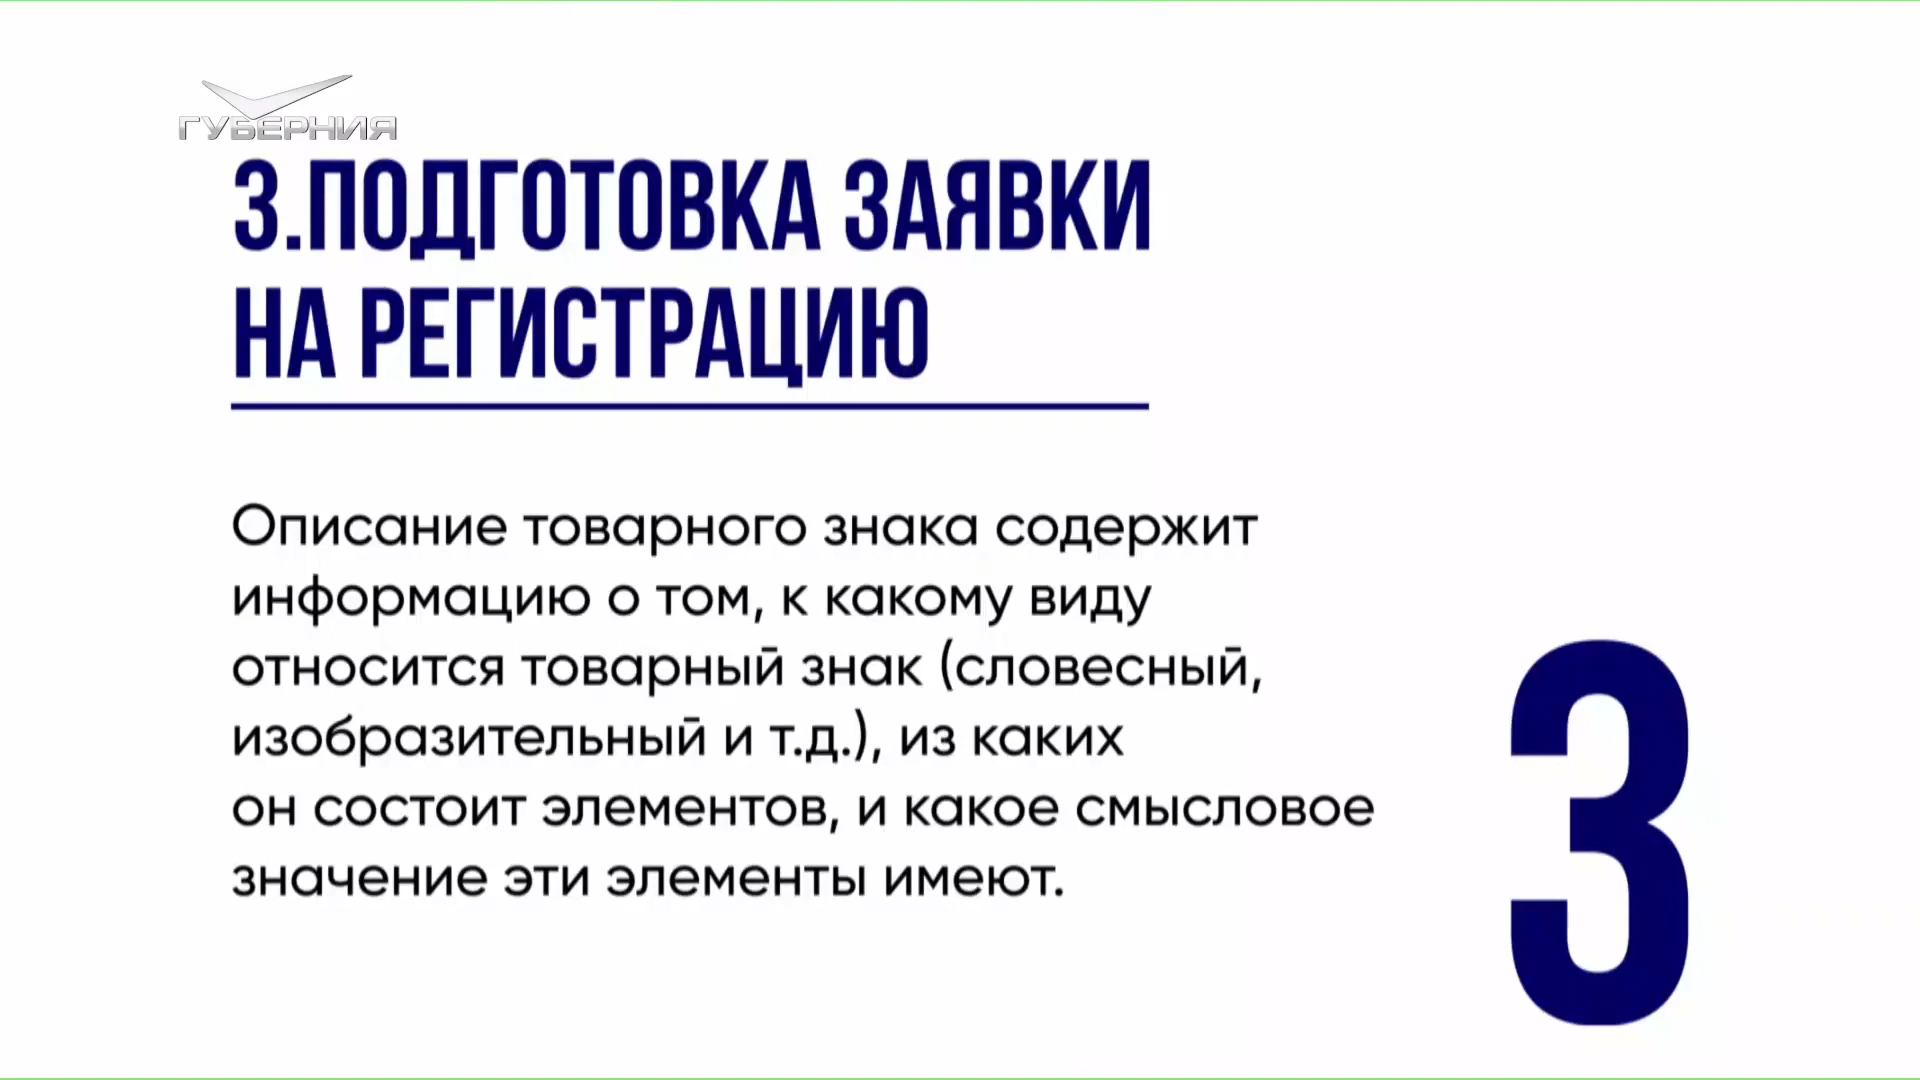 ГУБЕРНИЯ
3.ПОДГОТОВКА ЗАЯВКИ
НА РЕГИСТРАЦИЮ
Описание товарного знака содержит
информацию о том, к какому виду
относится товарный знак (словесный,
изобразительный и т.д.), из каких
он состоит элементов, и какое смысловое
значение эти элементы имеют.
3